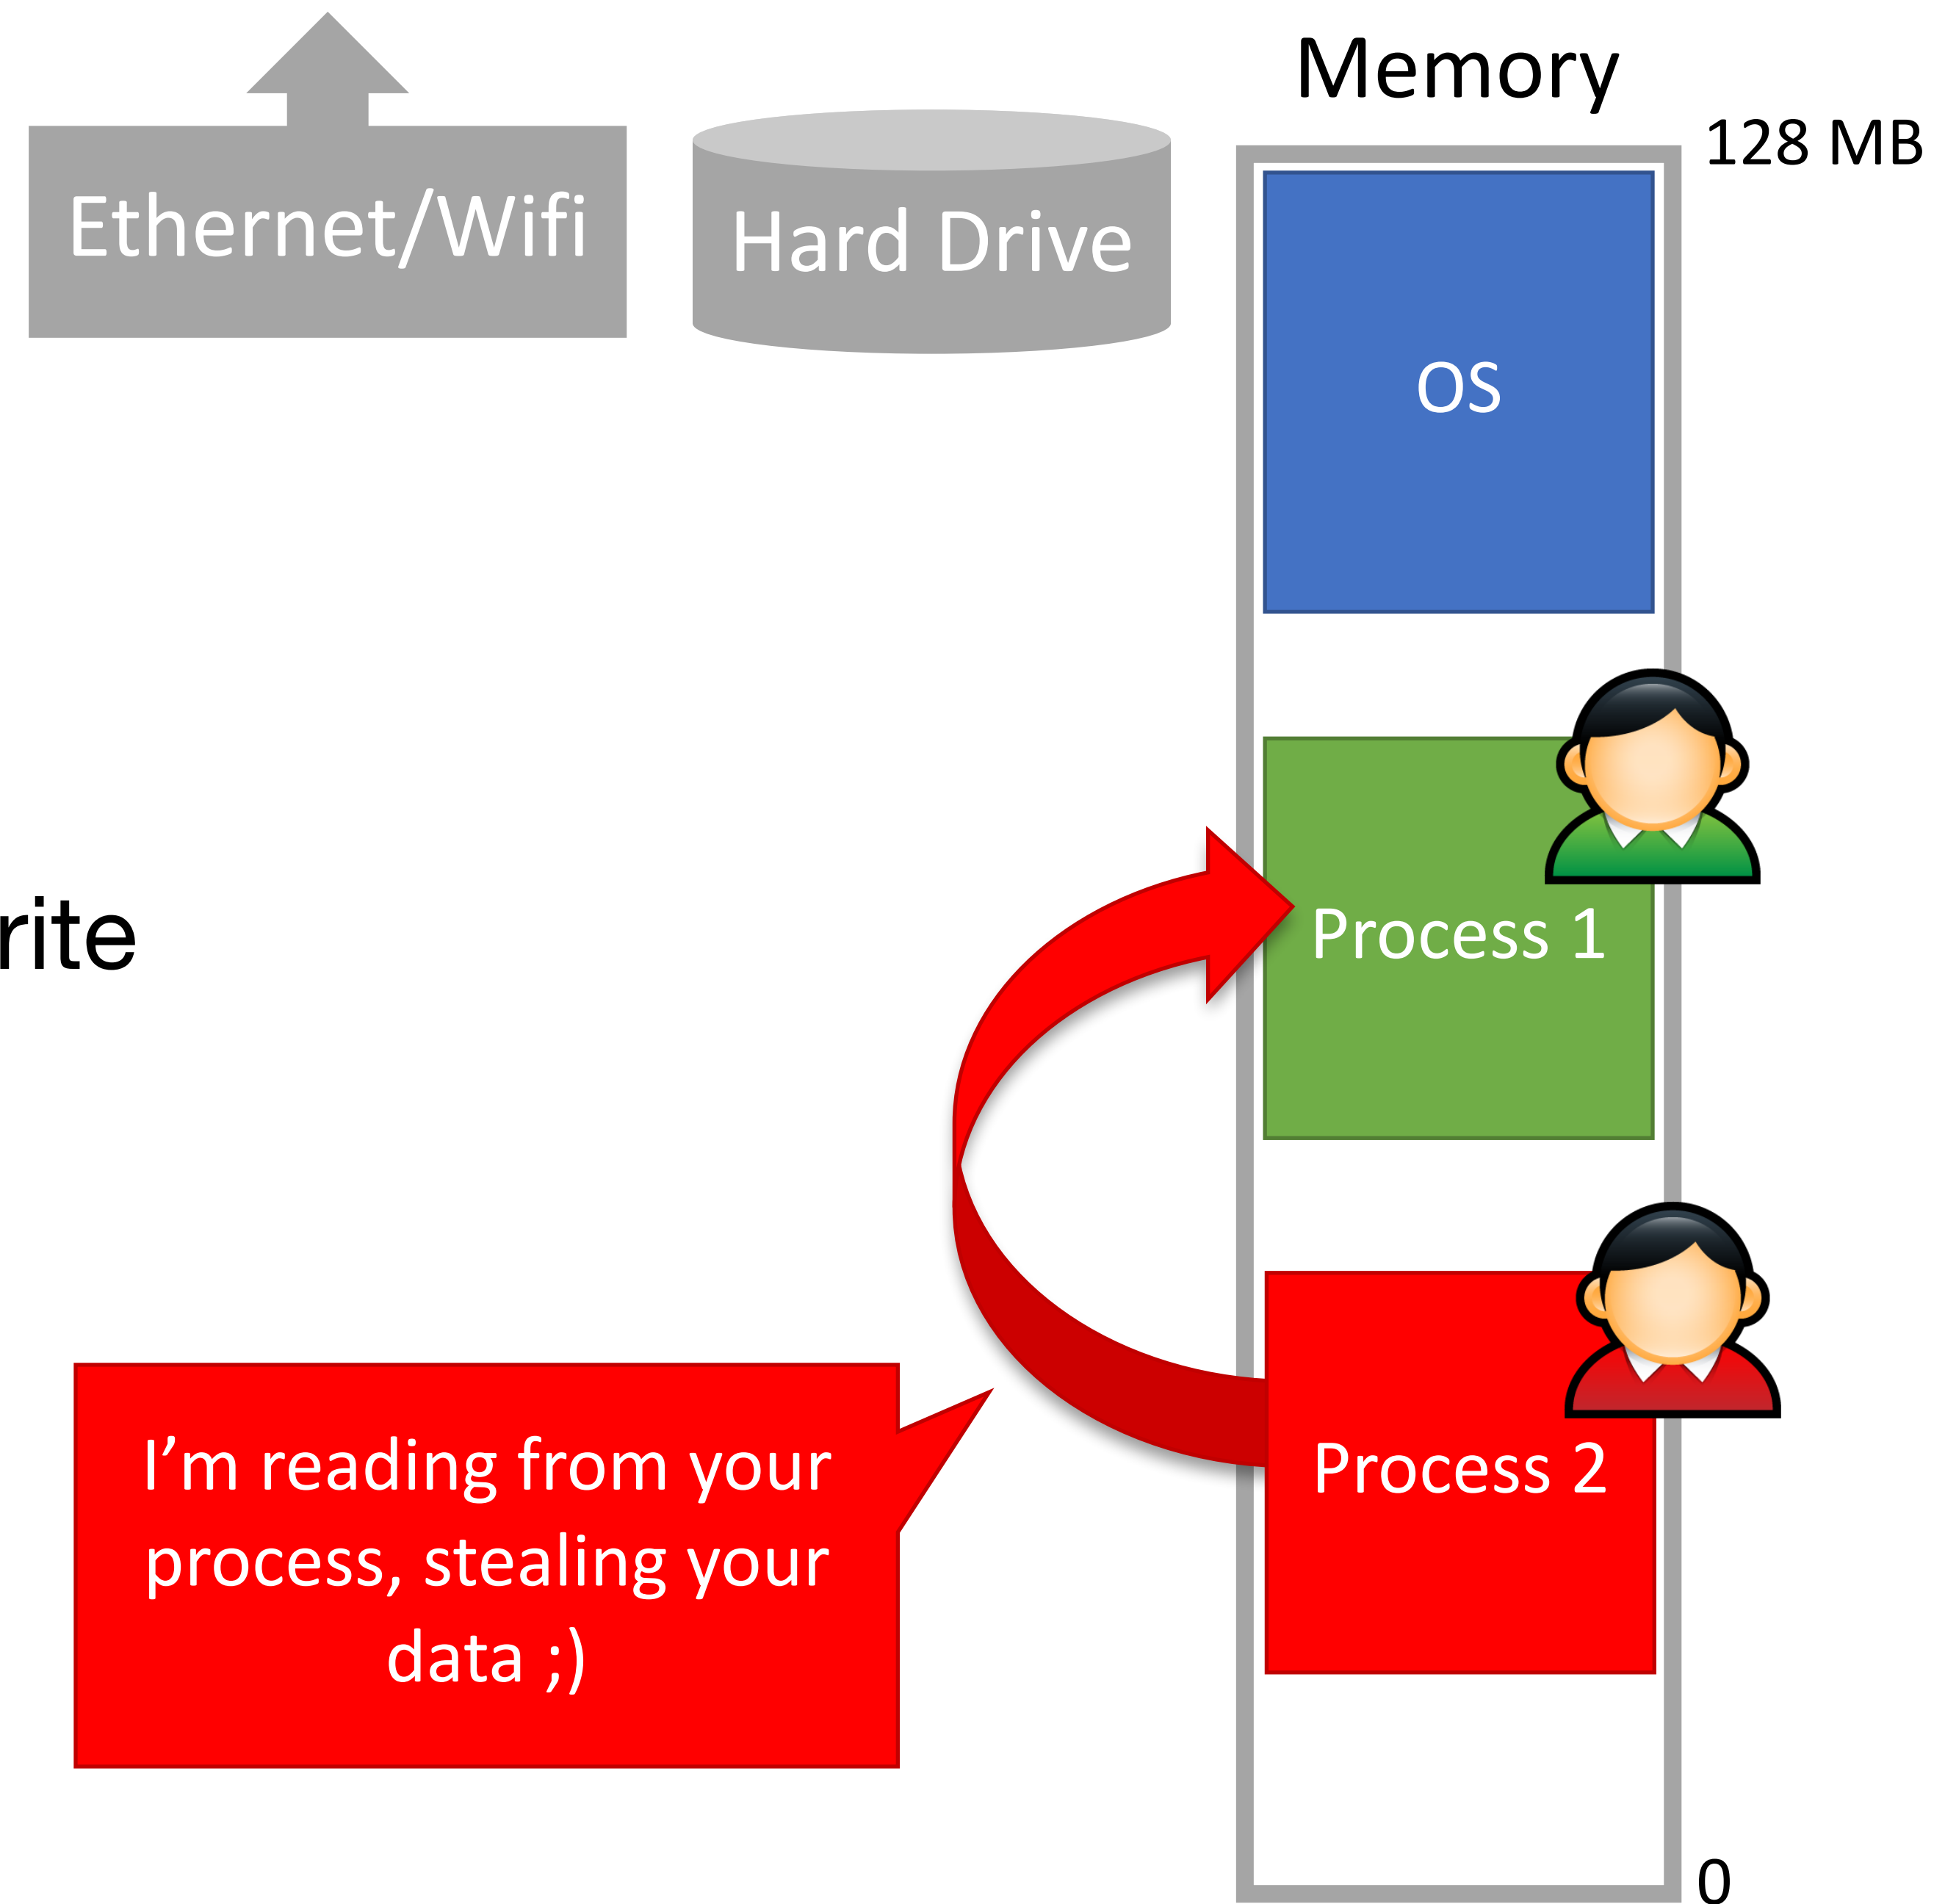 Memory
128 MB
Ethernet/Wifi
Hard Drive
OS
rite
Process 1
Process 2
I’m reading from your
process, stealing your
data ;)
0